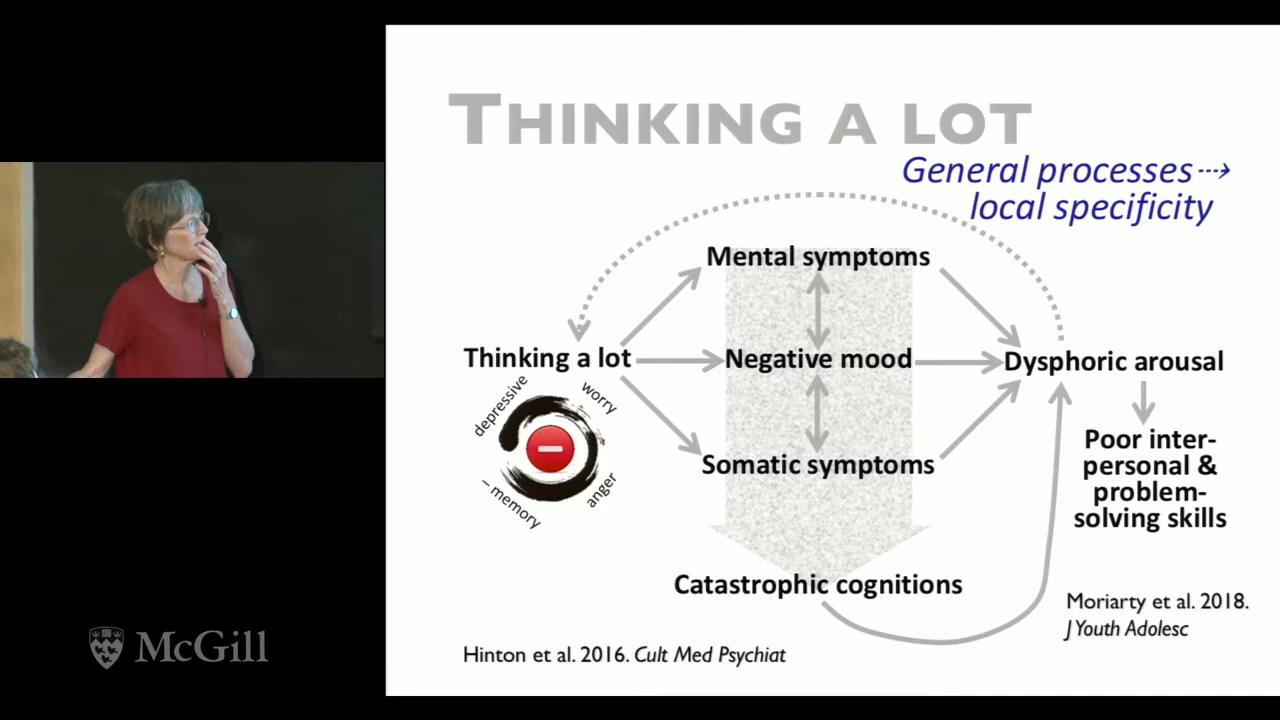 THINKING A LOT
General processes⇢
local specificity
Mental symptoms
Thinking a lot
Negative mood
Dysphoric arousal
depressive
worry
– memory
anger
Somatic symptoms
Poor inter-
personal &
problem-
solving skills
Catastrophic cognitions
Moriarty et al. 2018.
J Youth Adolesc
Hinton et al. 2016. Cult Med Psychiat
McGill